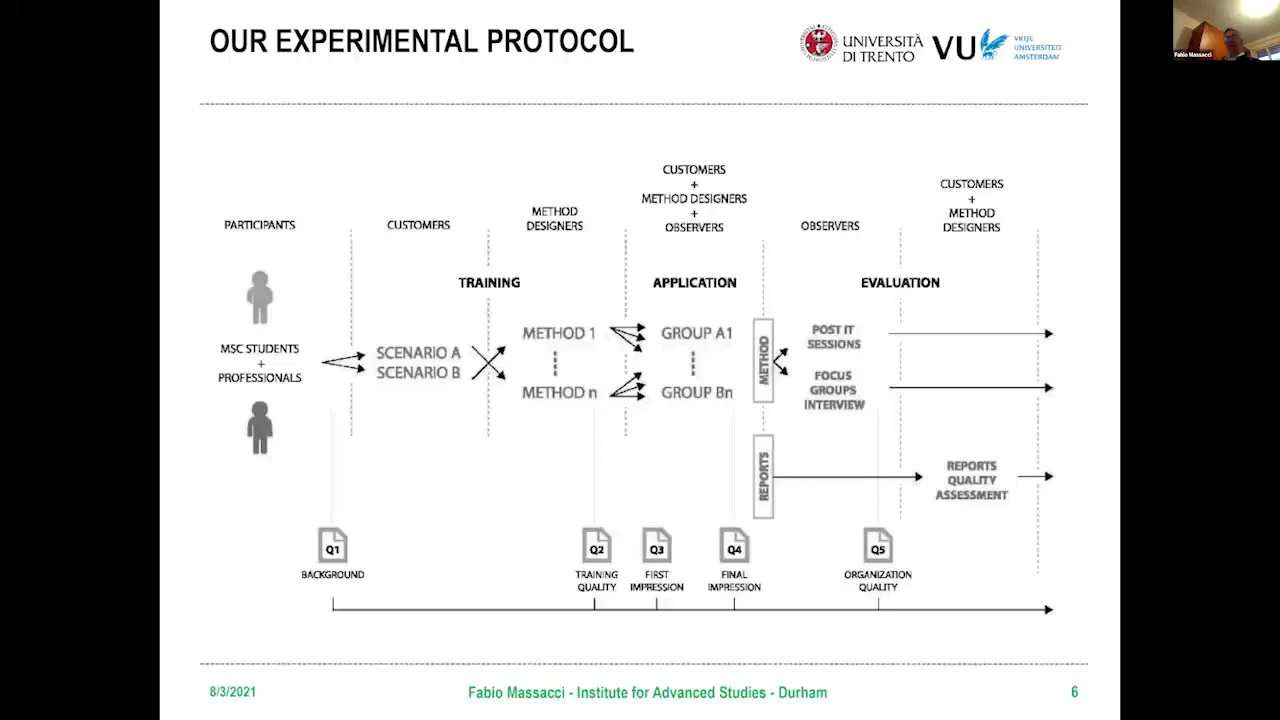 OUR EXPERIMENTAL PROTOCOL
UNIVERSITÀ
DI TRENTO
VU
VRIJE
UNIVERSITEIT
AMSTERDAM
Fabio Massacci
PARTICIPANTS
CUSTOMERS
METHOD
DESIGNERS
CUSTOMERS
+
METHOD DESIGNERS
+
OBSERVERS
OBSERVERS
CUSTOMERS
+
METHOD
DESIGNERS
TRAINING
APPLICATION
EVALUATION
MSC STUDENTS
+
PROFESSIONALS
SCENARIO A
SCENARIO B
METHOD 1
METHOD n
GROUP A1
GROUP Bn
METHOD
POST IT
SESSIONS
FOCUS
GROUPS
INTERVIEW
REPORTS
REPORTS
QUALITY
ASSESSMENT
Q1
BACKGROUND
Q2
TRAINING
QUALITY
Q3
FIRST
IMPRESSION
Q4
FINAL
IMPRESSION
Q5
ORGANIZATION
QUALITY
8/3/2021
Fabio Massacci - Institute for Advanced Studies - Durham
6